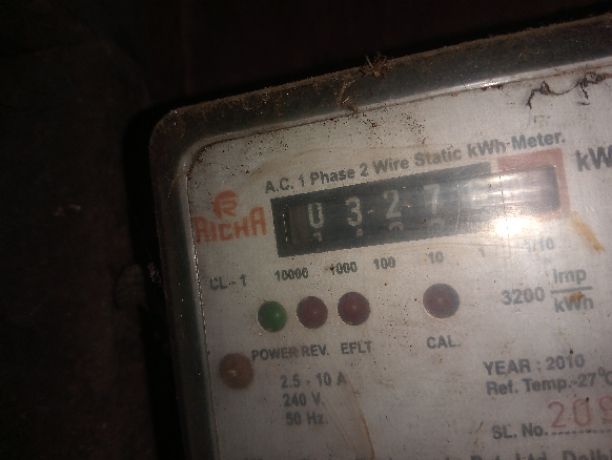 A.C. 1 Phase 2 Wire Static kWh Meter.
RICHA
0 3 2 7
kW
CL-1 10000 1000 100 10 1 1/10
3200 imp/kWh
POWER REV. EFLT CAL.
2.5 - 10 A
240 V.
50 Hz.
YEAR : 2010
Ref. Temp.-27°C
SL. No. 209